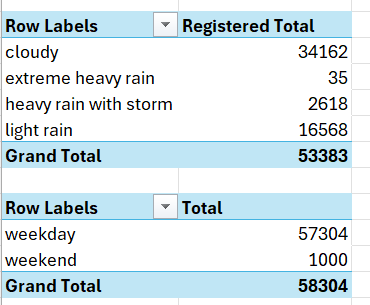 Row Labels Registered Total
cloudy 34162
extreme heavy rain 35
heavy rain with storm 2618
light rain 16568
Grand Total 53383
Row Labels Total
weekday 57304
weekend 1000
Grand Total 58304